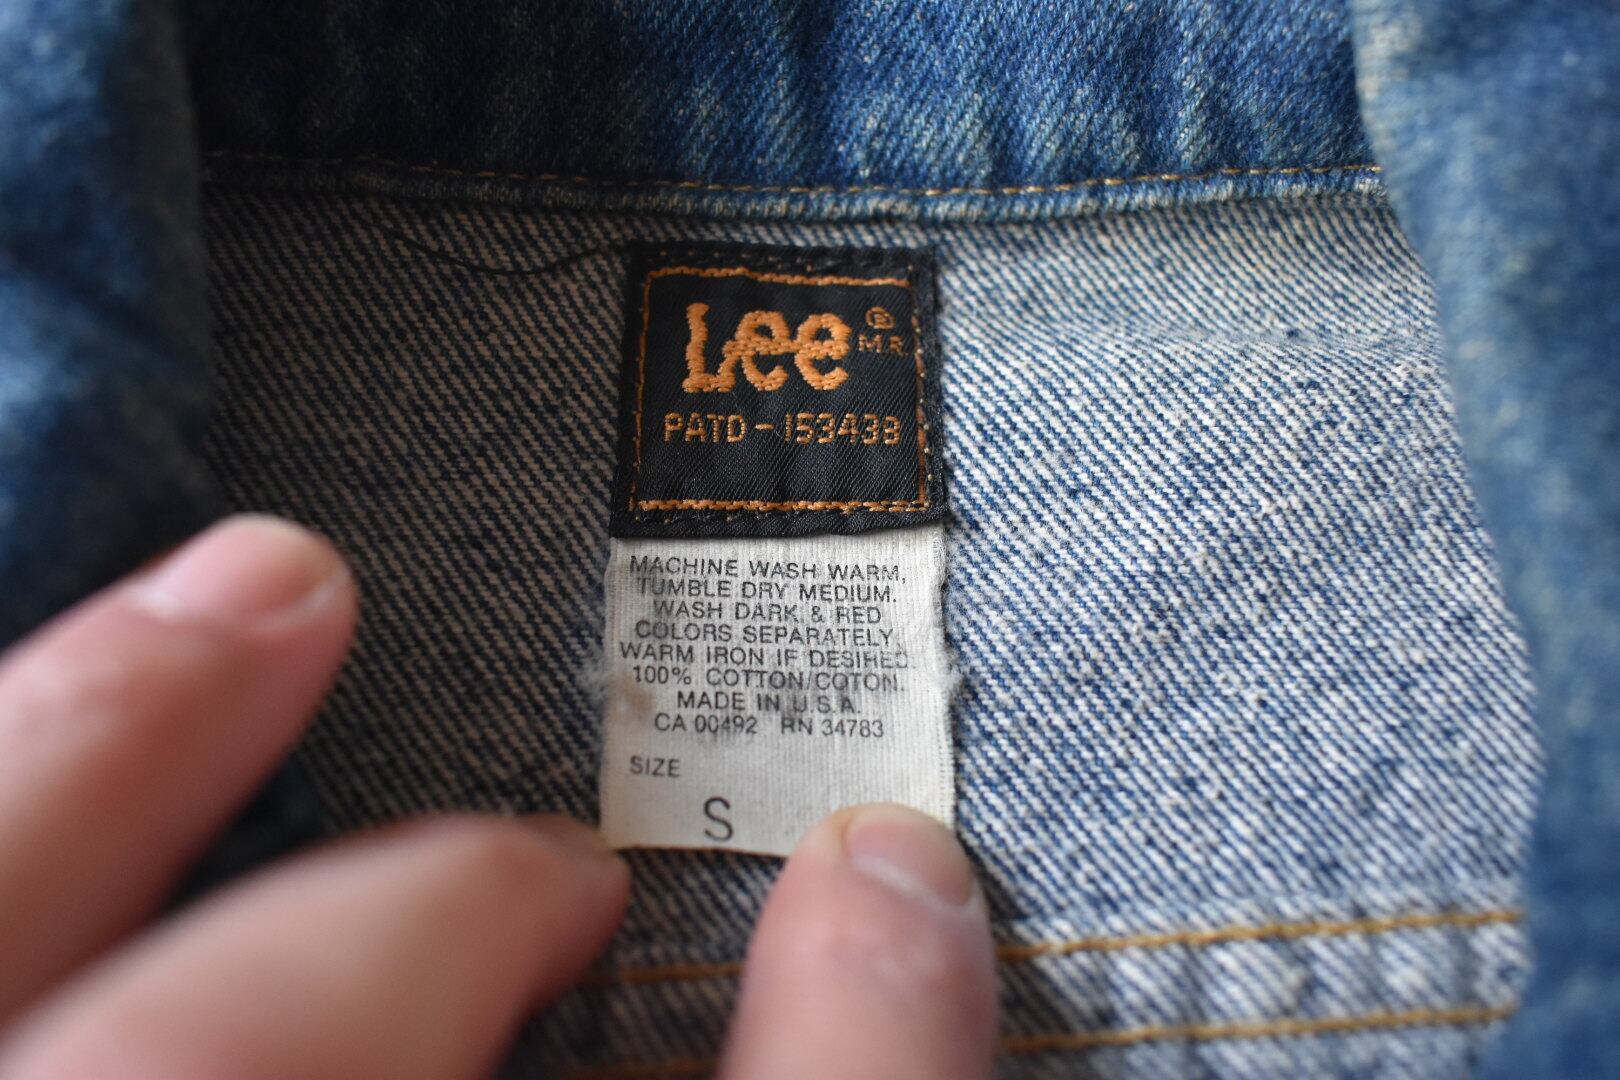 Lee ®
M.R.
PATD-153438
MACHINE WASH WARM,
TUMBLE DRY MEDIUM.
WASH DARK & RED
COLORS SEPARATELY.
WARM IRON IF DESIRED.
100% COTTON/COTON.
MADE IN U.S.A.
CA 00492 RN 34783
SIZE
S